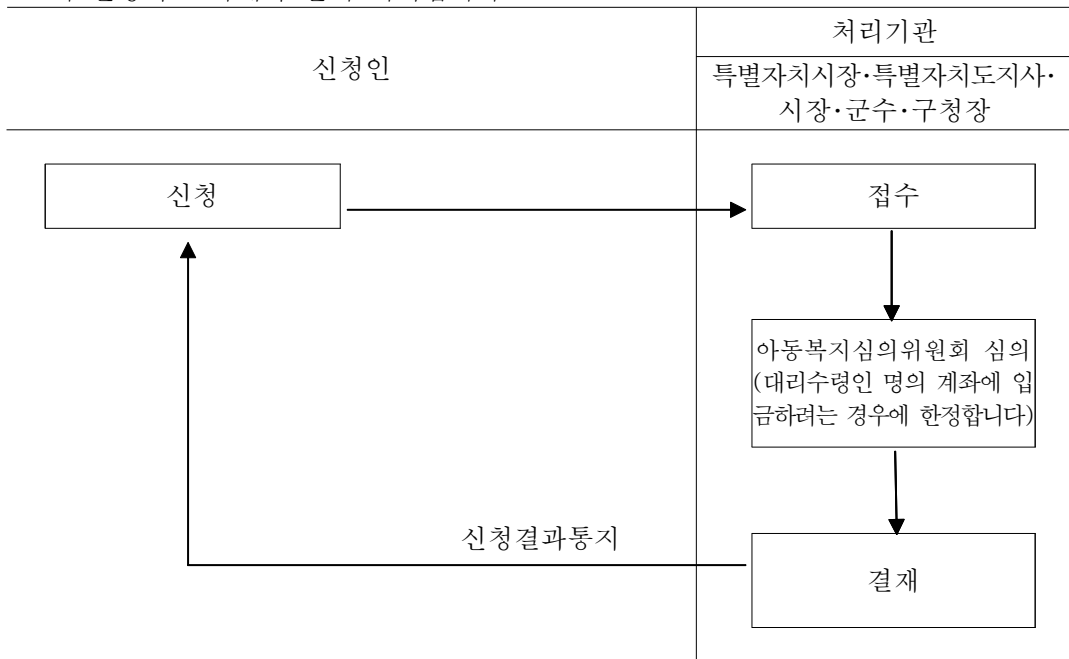 신청인
처리기관
특별자치시장·특별자치도지사·
시장·군수·구청장
신청
접수
아동복지심의위원회 심의
(대리수령인 명의 계좌에 입
금하려는 경우에 한정합니다)
신청결과통지
결재